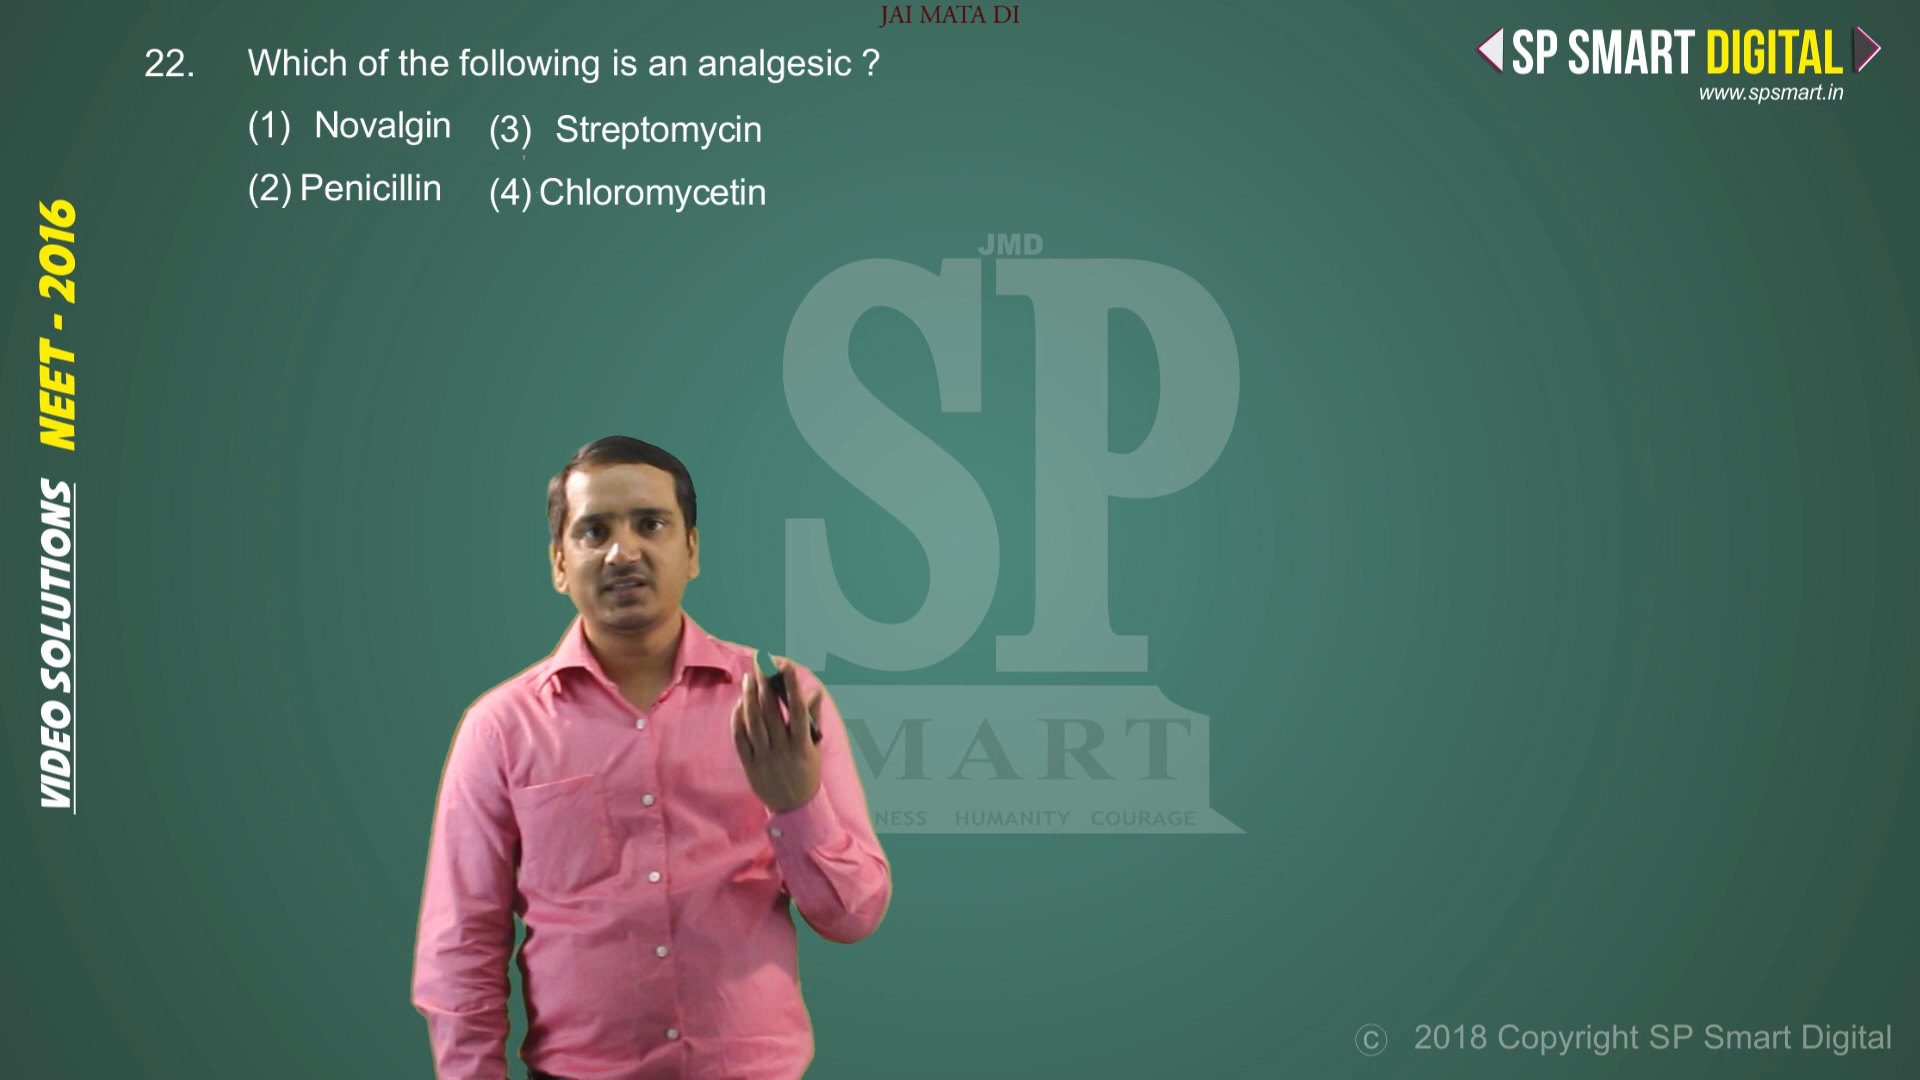 JAI MATA DI
22. Which of the following is an analgesic ?
(1) Novalgin (3) Streptomycin
(2) Penicillin (4) Chloromycetin
SP SMART DIGITAL
www.spsmart.in
VIDEO SOLUTIONS NEET - 2016
JMD
SP
MART
NESS HUMANITY COURAGE
© 2018 Copyright SP Smart Digital